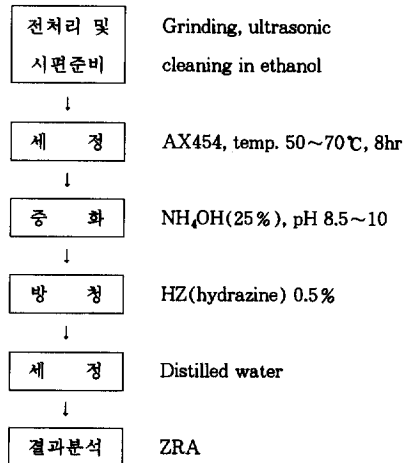 전처리 및 Grinding, ultrasonic
시편준비 cleaning in ethanol
↓
세 정 AX454, temp. 50~70℃, 8hr
↓
중 화 NH₄OH(25%), pH 8.5~10
↓
방 청 HZ(hydrazine) 0.5%
↓
세 정 Distilled water
↓
결과분석 ZRA